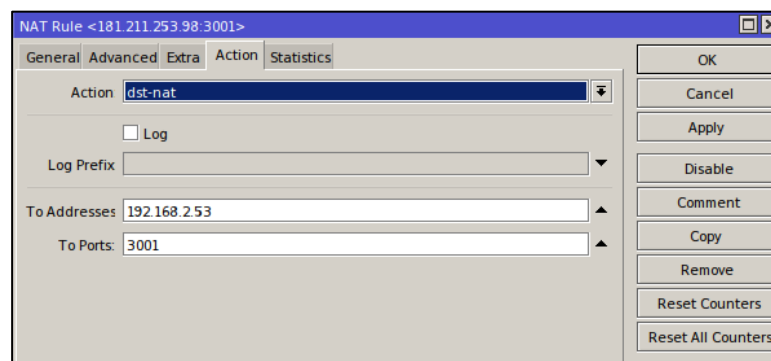 NAT Rule <181.211.253.98:3001>
General Advanced Extra Action Statistics
Action dst-nat
Log
Log Prefix
To Addresses 192.168.2.53
To Ports: 3001
OK
Cancel
Apply
Disable
Comment
Copy
Remove
Reset Counters
Reset All Counters